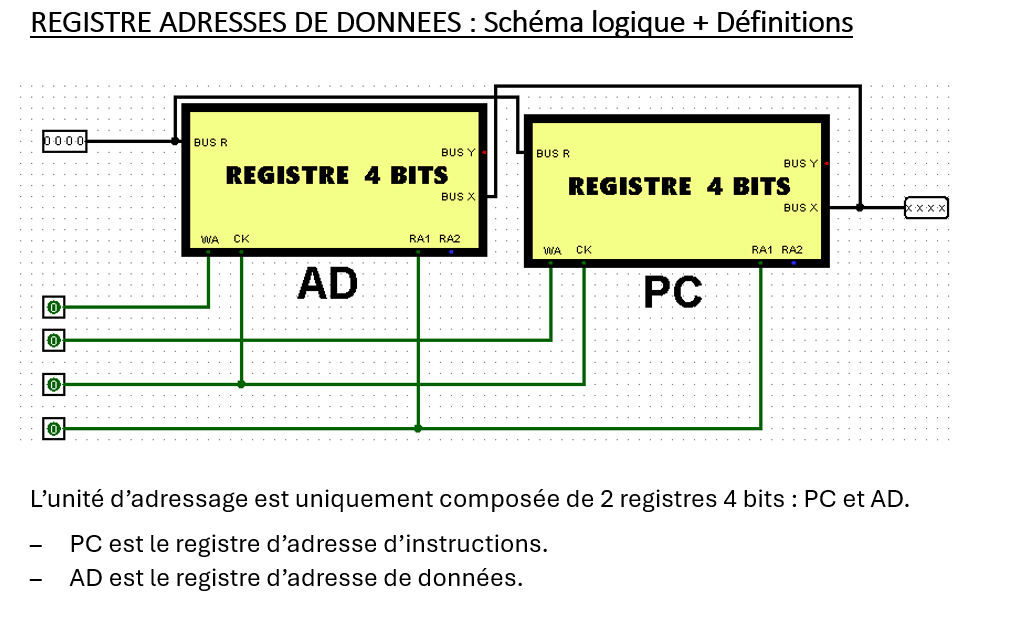 REGISTRE ADRESSES DE DONNEES : Schéma logique + Définitions
0 0 0 0
BUS R
BUS Y
REGISTRE 4 BITS
BUS X
WA CK RA1 RA2
AD
BUS R
BUS Y
REGISTRE 4 BITS
BUS X
x x x x
WA CK RA1 RA2
PC
0
0
0
0
L’unité d’adressage est uniquement composée de 2 registres 4 bits : PC et AD.
– PC est le registre d’adresse d’instructions.
– AD est le registre d’adresse de données.